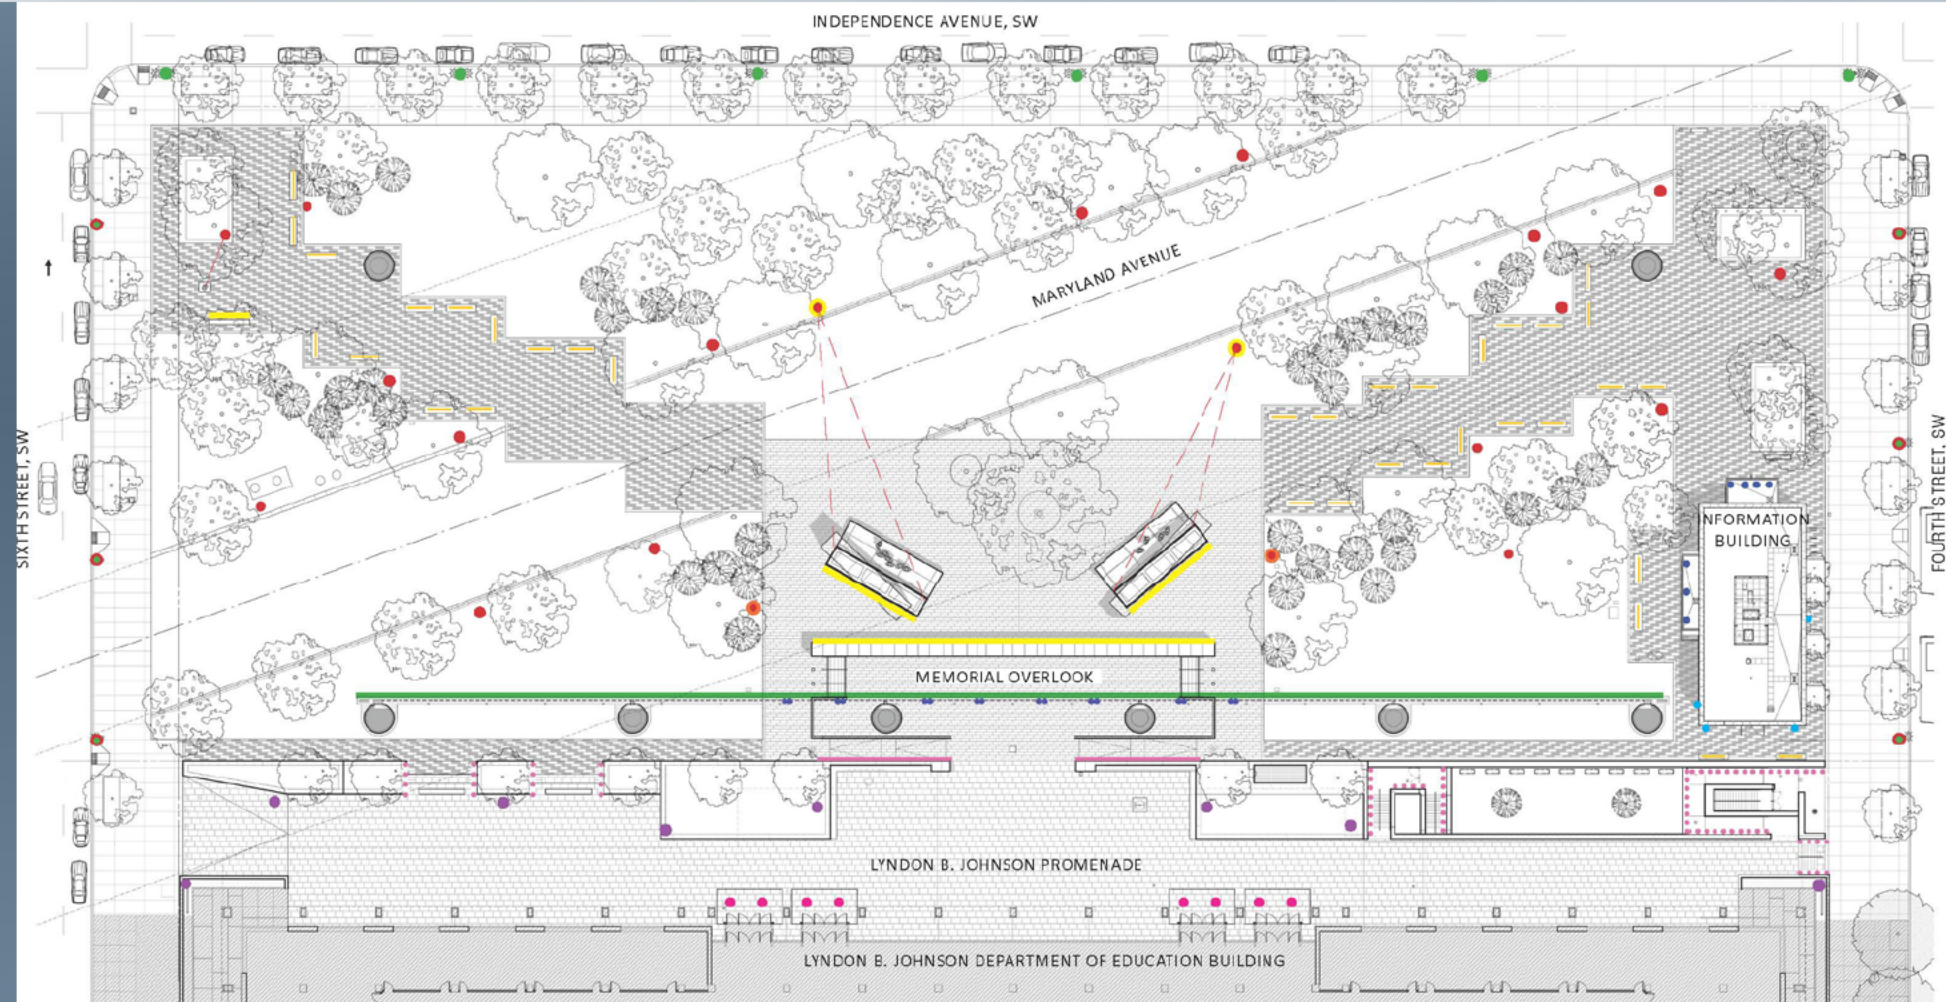 INDEPENDENCE AVENUE, SW
MARYLAND AVENUE
SIXTH STREET, SW
FOURTH STREET, SW
INFORMATION
BUILDING
MEMORIAL OVERLOOK
LYNDON B. JOHNSON PROMENADE
LYNDON B. JOHNSON DEPARTMENT OF EDUCATION BUILDING